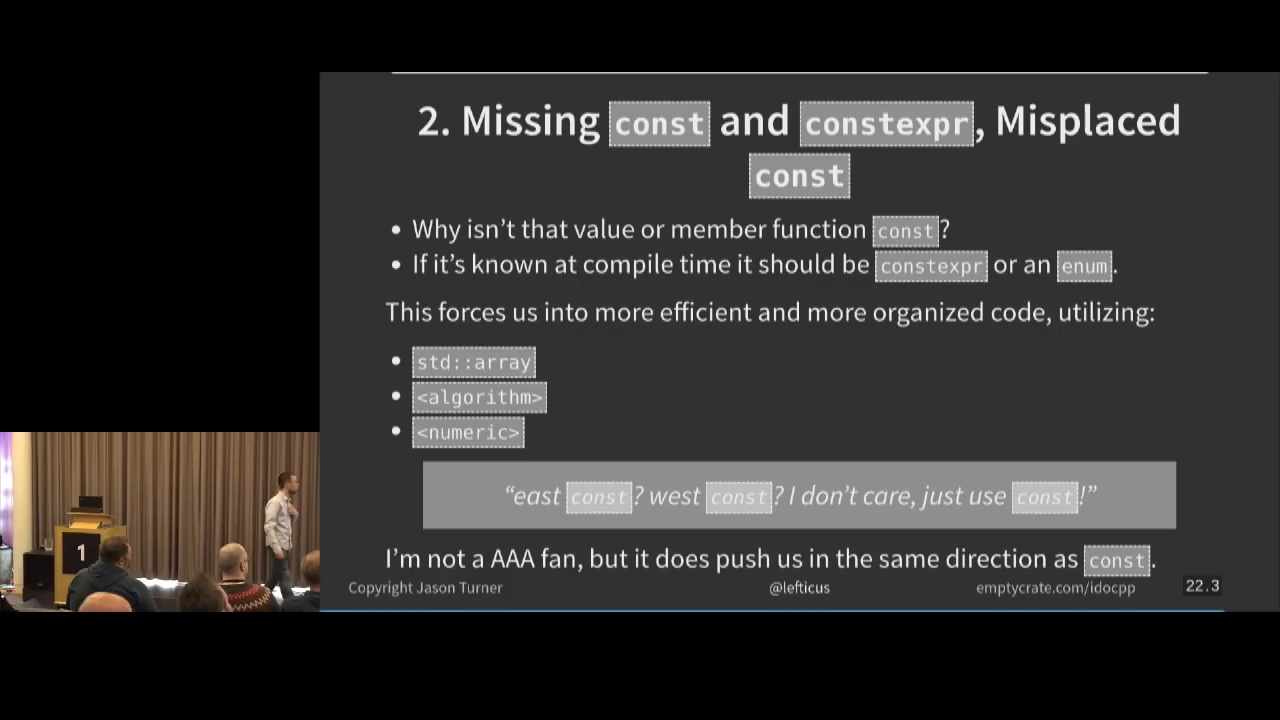 2. Missing const and constexpr, Misplaced
const
• Why isn’t that value or member function const?
• If it’s known at compile time it should be constexpr or an enum.
This forces us into more efficient and more organized code, utilizing:
• std::array
• <algorithm>
• <numeric>
“east const? west const? I don’t care, just use const!”
I’m not a AAA fan, but it does push us in the same direction as const.
Copyright Jason Turner
@lefticus
emptycrate.com/idocpp
22.3
1